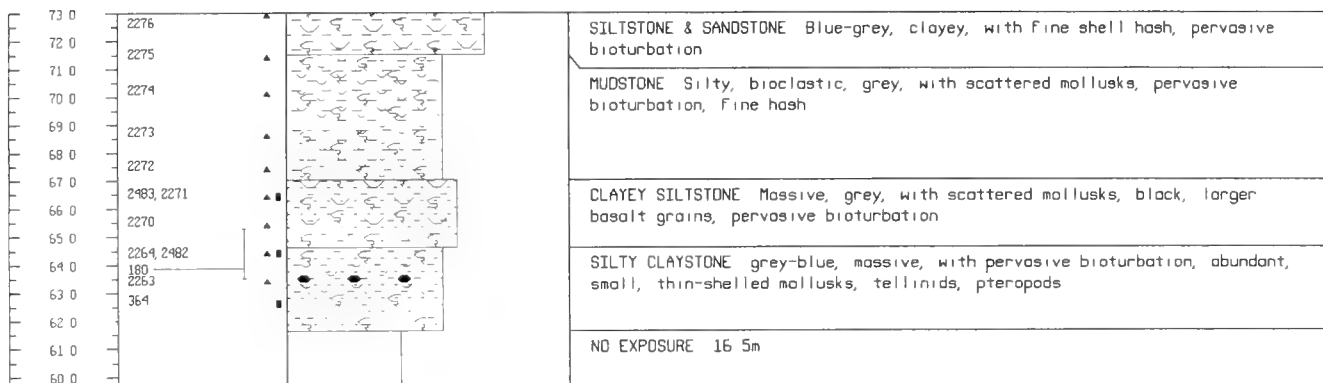 73 0
72 0
71 0
70 0
69 0
68 0
67 0
66 0
65 0
64 0
63 0
62 0
61 0
60 0
2276
2275
2274
2273
2272
2483, 2271
2270
2264, 2482
180
2263
364
SILTSTONE & SANDSTONE Blue-grey, clayey, with fine shell hash, pervasive
bioturbation
MUDSTONE Silty, bioclastic, grey, with scattered mollusks, pervasive
bioturbation, fine hash
CLAYEY SILTSTONE Massive, grey, with scattered mollusks, black, larger
basalt grains, pervasive bioturbation
SILTY CLAYSTONE grey-blue, massive, with pervasive bioturbation, abundant,
small, thin-shelled mollusks, tellinids, pteropods
NO EXPOSURE 16 5m